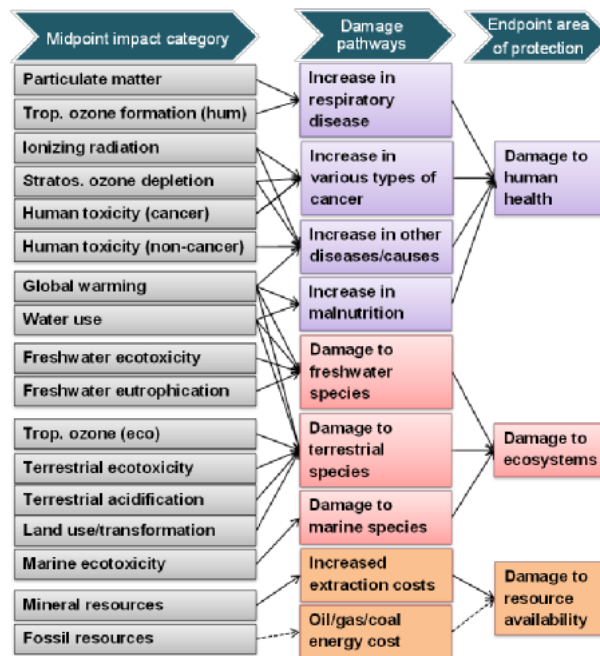 Midpoint impact category
Damage
pathways
Endpoint area
of protection
Particulate matter
Trop. ozone formation (hum)
Ionizing radiation
Stratos. ozone depletion
Human toxicity (cancer)
Human toxicity (non-cancer)
Global warming
Water use
Freshwater ecotoxicity
Freshwater eutrophication
Trop. ozone (eco)
Terrestrial ecotoxicity
Terrestrial acidification
Land use/transformation
Marine ecotoxicity
Mineral resources
Fossil resources
Increase in
respiratory
disease
Increase in
various types of
cancer
Increase in other
diseases/causes
Increase in
malnutrition
Damage to
freshwater
species
Damage to
terrestrial
species
Damage to
marine species
Increased
extraction costs
Oil/gas/coal
energy cost
Damage to
human
health
Damage to
ecosystems
Damage to
resource
availability